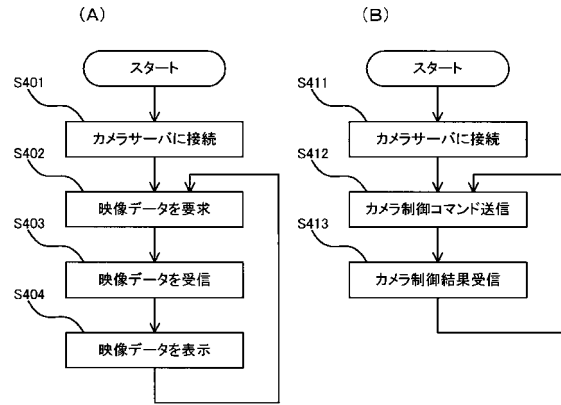 (A)
スタート
S401
カメラサーバに接続
S402
映像データを要求
S403
映像データを受信
S404
映像データを表示
(B)
スタート
S411
カメラサーバに接続
S412
カメラ制御コマンド送信
S413
カメラ制御結果受信